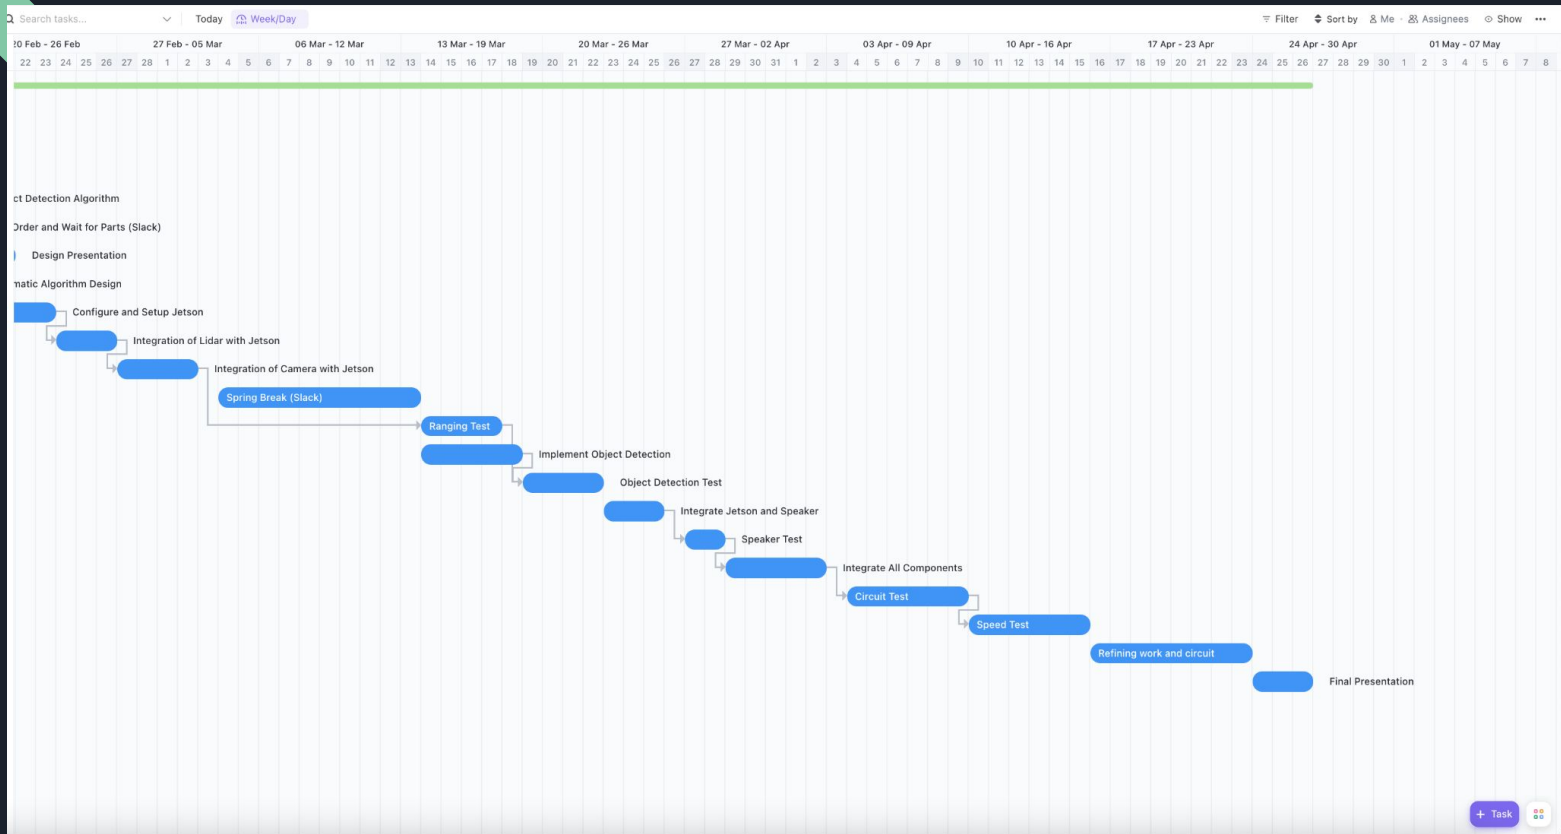 Search tasks...
Today
Week/Day
Filter
Sort by
Me
Assignees
Show
20 Feb - 26 Feb 27 Feb - 05 Mar 06 Mar - 12 Mar 13 Mar - 19 Mar 20 Mar - 26 Mar 27 Mar - 02 Apr 03 Apr - 09 Apr 10 Apr - 16 Apr 17 Apr - 23 Apr 24 Apr - 30 Apr 01 May - 07 May
22 23 24 25 26 27 28 1 2 3 4 5 6 7 8 9 10 11 12 13 14 15 16 17 18 19 20 21 22 23 24 25 26 27 28 29 30 31 1 2 3 4 5 6 7 8 9 10 11 12 13 14 15 16 17 18 19 20 21 22 23 24 25 26 27 28 29 30 1 2 3 4 5 6 7 8
ct Detection Algorithm
Order and Wait for Parts (Slack)
Design Presentation
matic Algorithm Design
Configure and Setup Jetson
Integration of Lidar with Jetson
Integration of Camera with Jetson
Spring Break (Slack)
Ranging Test
Implement Object Detection
Object Detection Test
Integrate Jetson and Speaker
Speaker Test
Integrate All Components
Circuit Test
Speed Test
Refining work and circuit
Final Presentation
+ Task